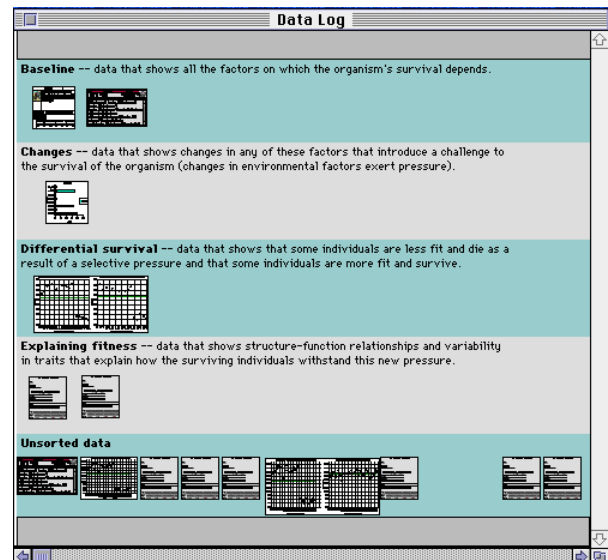 Data Log
Baseline -- data that shows all the factors on which the organism's survival depends.
Changes -- data that shows changes in any of these factors that introduce a challenge to
the survival of the organism (changes in environmental factors exert pressure).
Differential survival -- data that shows that some individuals are less fit and die as a
result of a selective pressure and that some individuals are more fit and survive.
Explaining fitness -- data that shows structure-function relationships and variability
in traits that explain how the surviving individuals withstand this new pressure.
Unsorted data